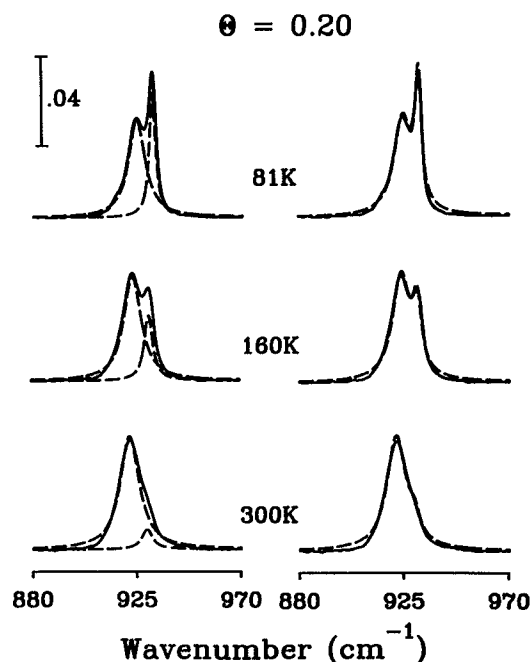 Θ = 0.20
.04
81K
160K
300K
880 925 970 880 925 970
Wavenumber (cm⁻¹)